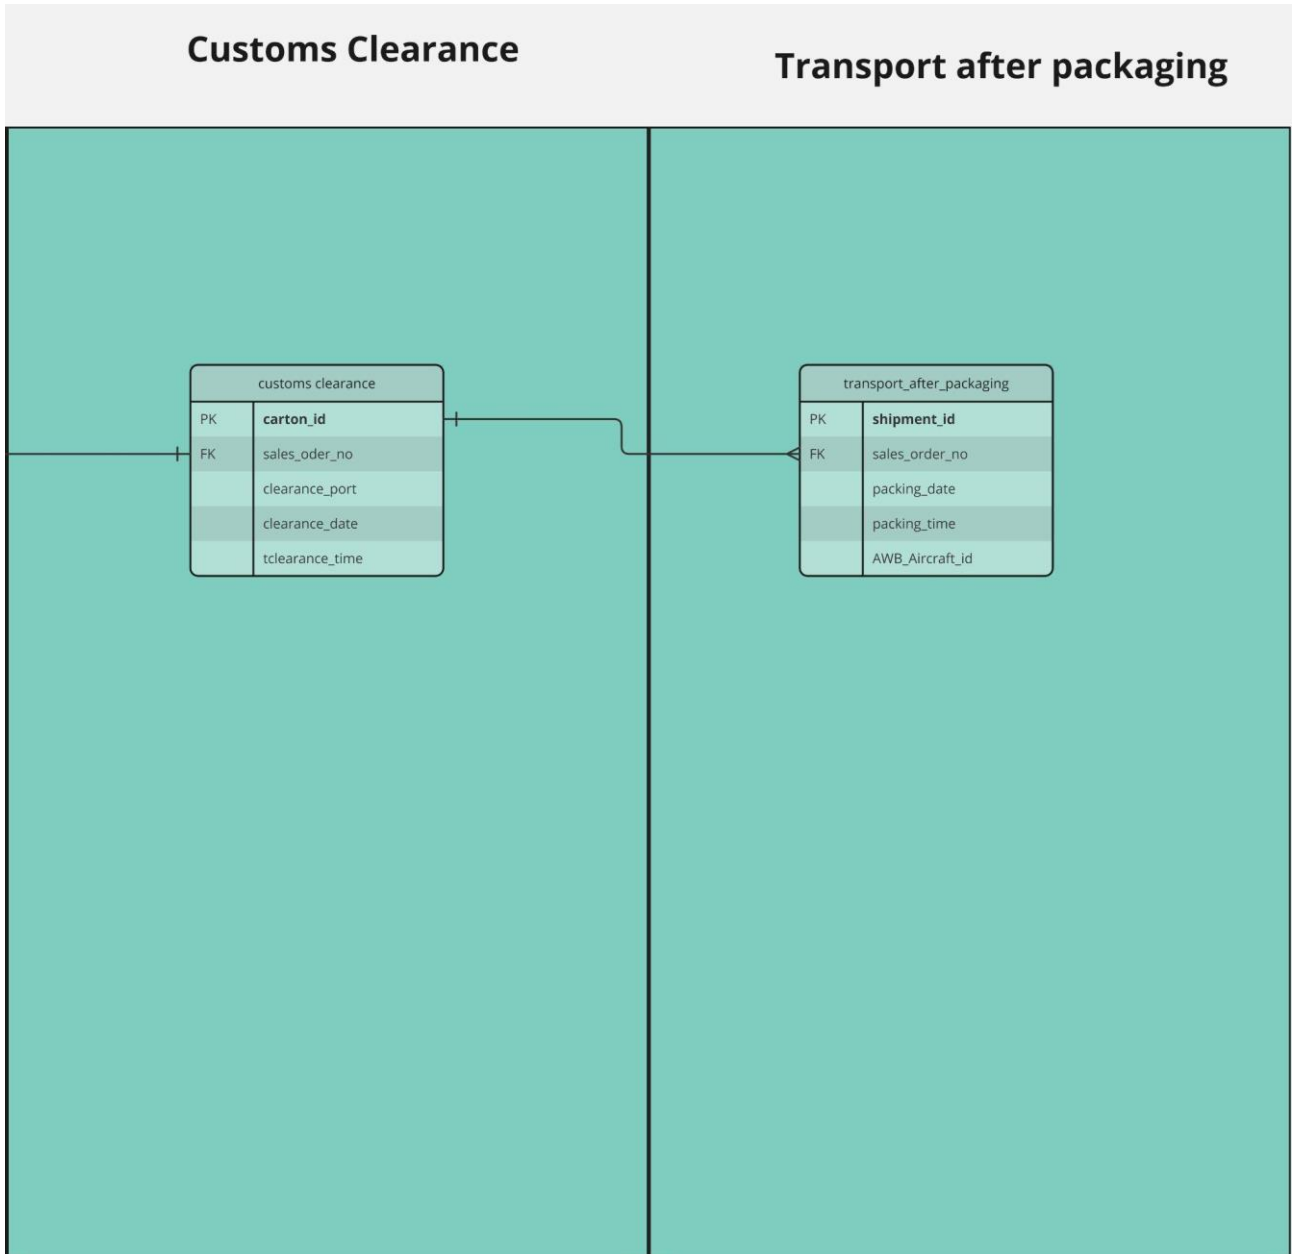 Customs Clearance
Transport after packaging
customs clearance
PK carton_id
FK sales_oder_no
clearance_port
clearance_date
tclearance_time
transport_after_packaging
PK shipment_id
FK sales_order_no
packing_date
packing_time
AWB_Aircraft_id